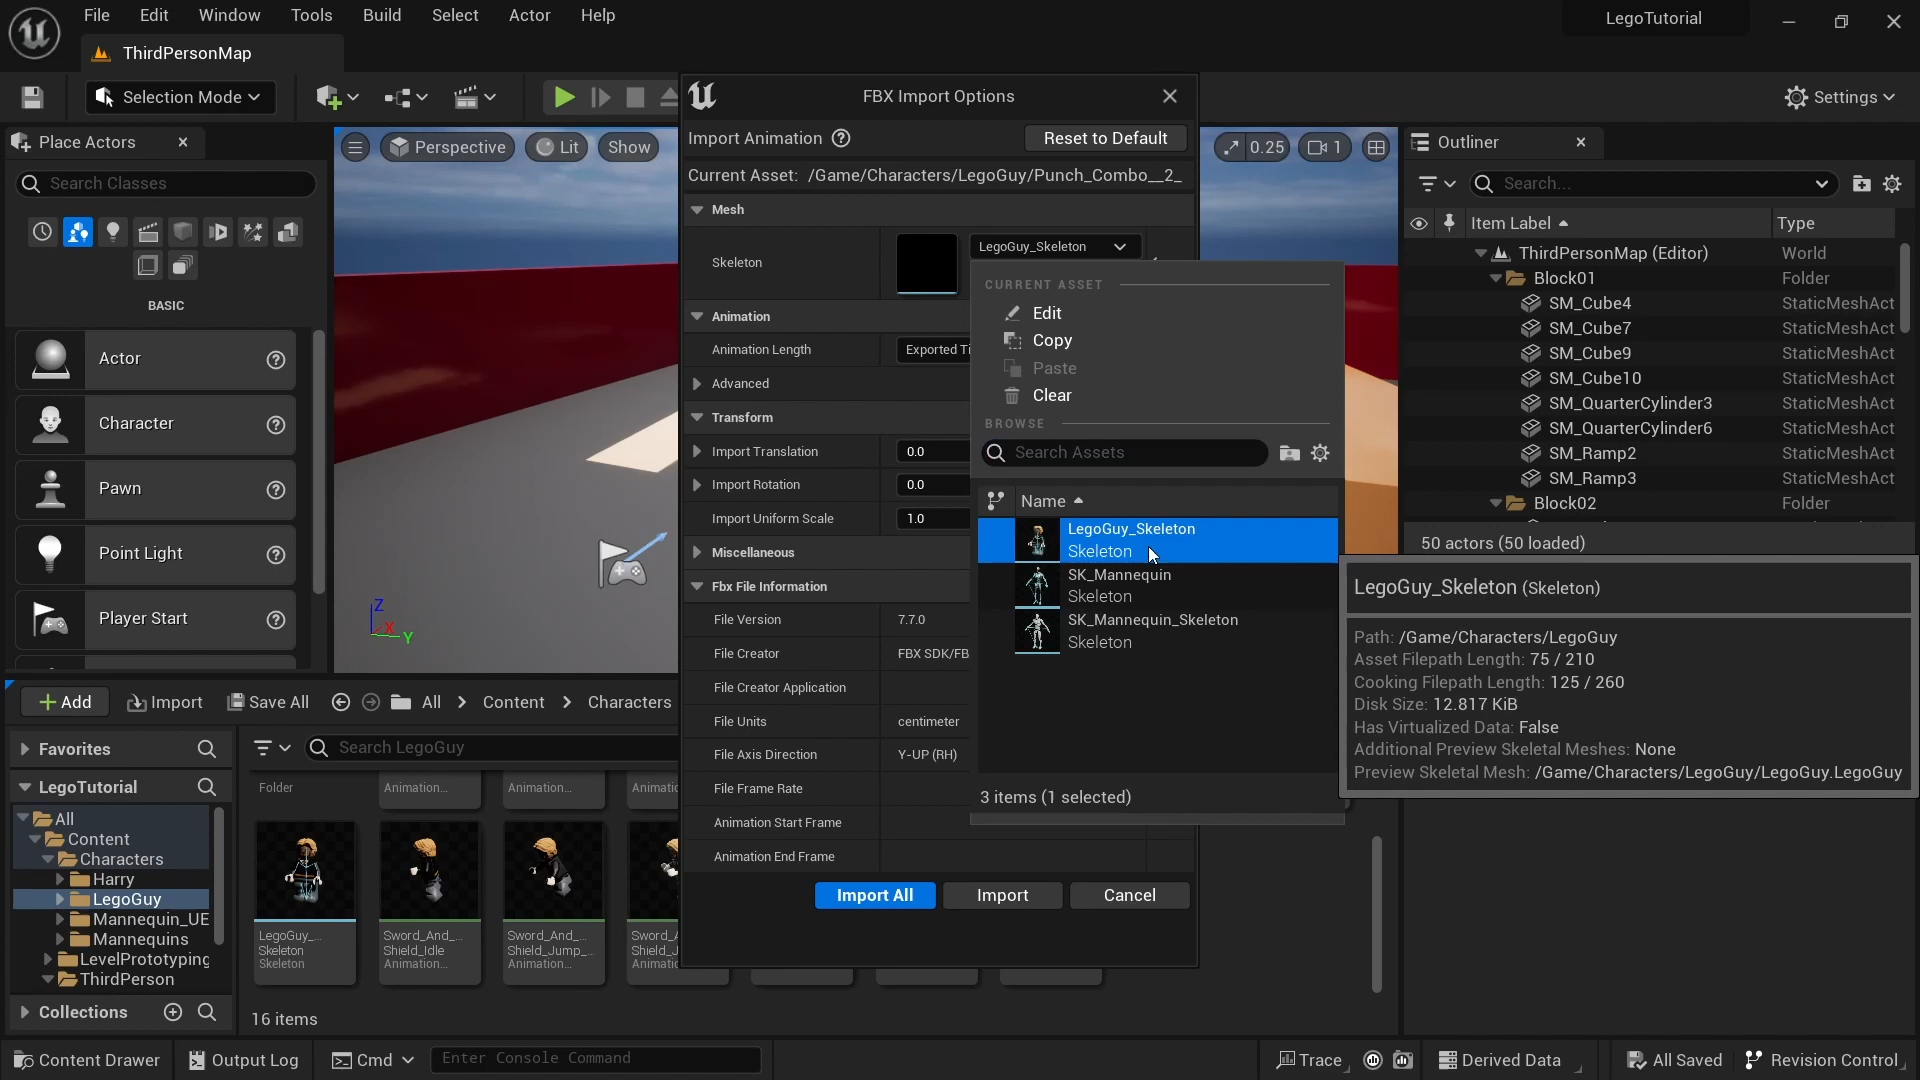 File Edit Window Tools Build Select Actor Help
LegoTutorial
ThirdPersonMap
Selection Mode
Settings
Place Actors
Search Classes
BASIC
Actor
Character
Pawn
Point Light
Player Start
Perspective Lit Show
0.25 1
Z
X
Y
FBX Import Options
Import Animation
Reset to Default
Current Asset: /Game/Characters/LegoGuy/Punch_Combo__2_
Mesh
Skeleton
LegoGuy_Skeleton
Animation
Animation Length
Exported Ti
Advanced
Transform
Import Translation 0.0
Import Rotation 0.0
Import Uniform Scale 1.0
Miscellaneous
Fbx File Information
File Version 7.7.0
File Creator FBX SDK/FB
File Creator Application
File Units centimeter
File Axis Direction Y-UP (RH)
File Frame Rate
Animation Start Frame
Animation End Frame
Import All Import Cancel
CURRENT ASSET
Edit
Copy
Paste
Clear
BROWSE
Search Assets
Name
LegoGuy_Skeleton
Skeleton
SK_Mannequin
Skeleton
SK_Mannequin_Skeleton
Skeleton
3 items (1 selected)
Outliner
Search...
Item Label Type
ThirdPersonMap (Editor) World
Block01 Folder
SM_Cube4 StaticMeshAct
SM_Cube7 StaticMeshAct
SM_Cube9 StaticMeshAct
SM_Cube10 StaticMeshAct
SM_QuarterCylinder3 StaticMeshAct
SM_QuarterCylinder6 StaticMeshAct
SM_Ramp2 StaticMeshAct
SM_Ramp3 StaticMeshAct
Block02 Folder
50 actors (50 loaded)
LegoGuy_Skeleton (Skeleton)
Path: /Game/Characters/LegoGuy
Asset Filepath Length: 75 / 210
Cooking Filepath Length: 125 / 260
Disk Size: 12.817 KiB
Has Virtualized Data: False
Additional Preview Skeletal Meshes: None
Preview Skeletal Mesh: /Game/Characters/LegoGuy/LegoGuy.LegoGuy
Add Import Save All All Content Characters
Favorites
LegoTutorial
All
Content
Characters
Harry
LegoGuy
Mannequin_UE
Mannequins
LevelPrototyping
ThirdPerson
Collections
Search LegoGuy
Folder Animation... Animation... Animatio
LegoGuy_...
Skeleton
Skeleton
Sword_And_...
Shield_Idle
Animation...
Sword_And_...
Shield_Jump_...
Animation...
Sword_A
Shield_J
Animatio
16 items
Content Drawer Output Log Cmd Enter Console Command
Trace Derived Data All Saved Revision Control